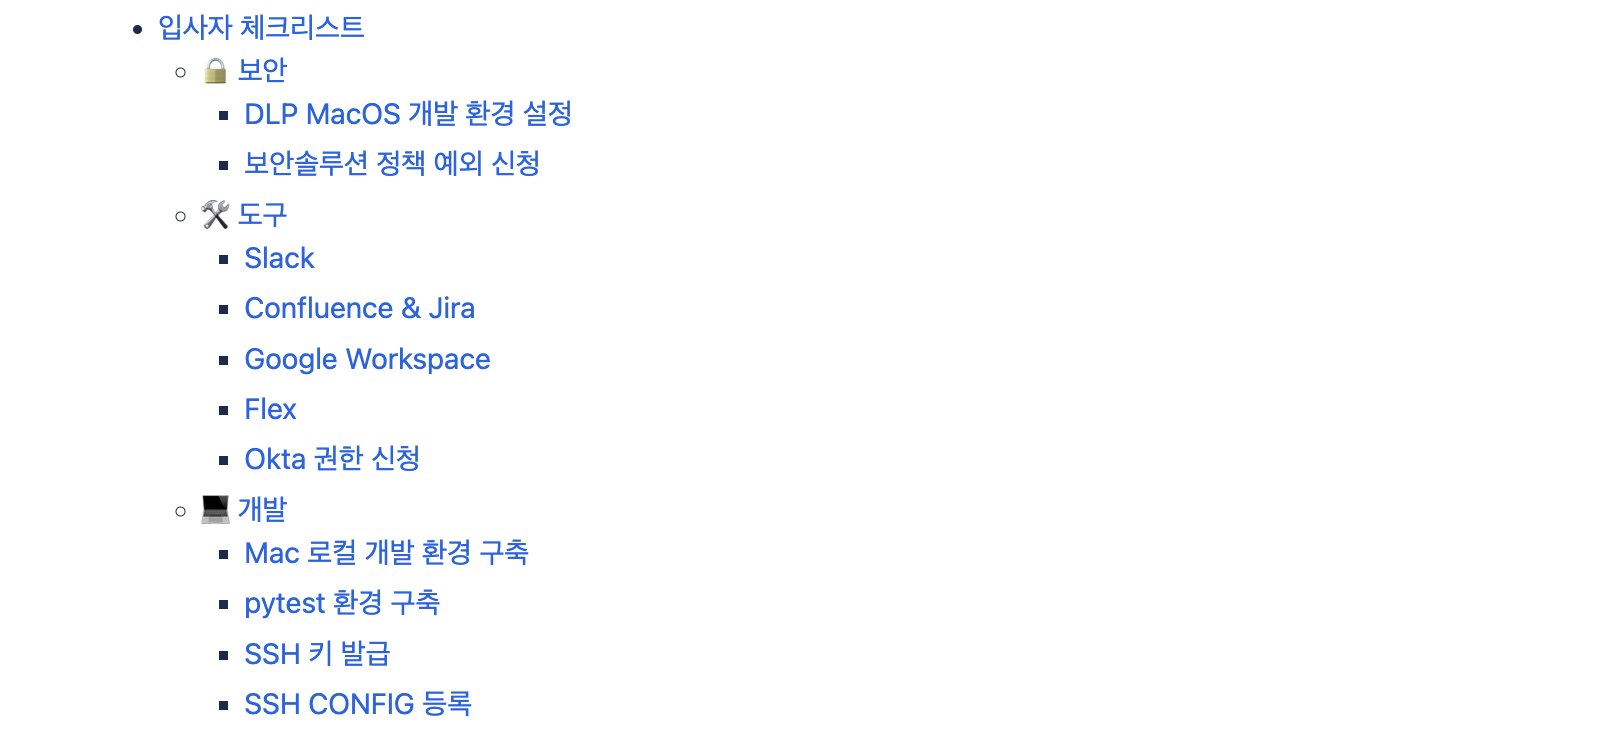 입사자 체크리스트
🔒 보안
DLP MacOS 개발 환경 설정
보안솔루션 정책 예외 신청
🛠 도구
Slack
Confluence & Jira
Google Workspace
Flex
Okta 권한 신청
💻 개발
Mac 로컬 개발 환경 구축
pytest 환경 구축
SSH 키 발급
SSH CONFIG 등록